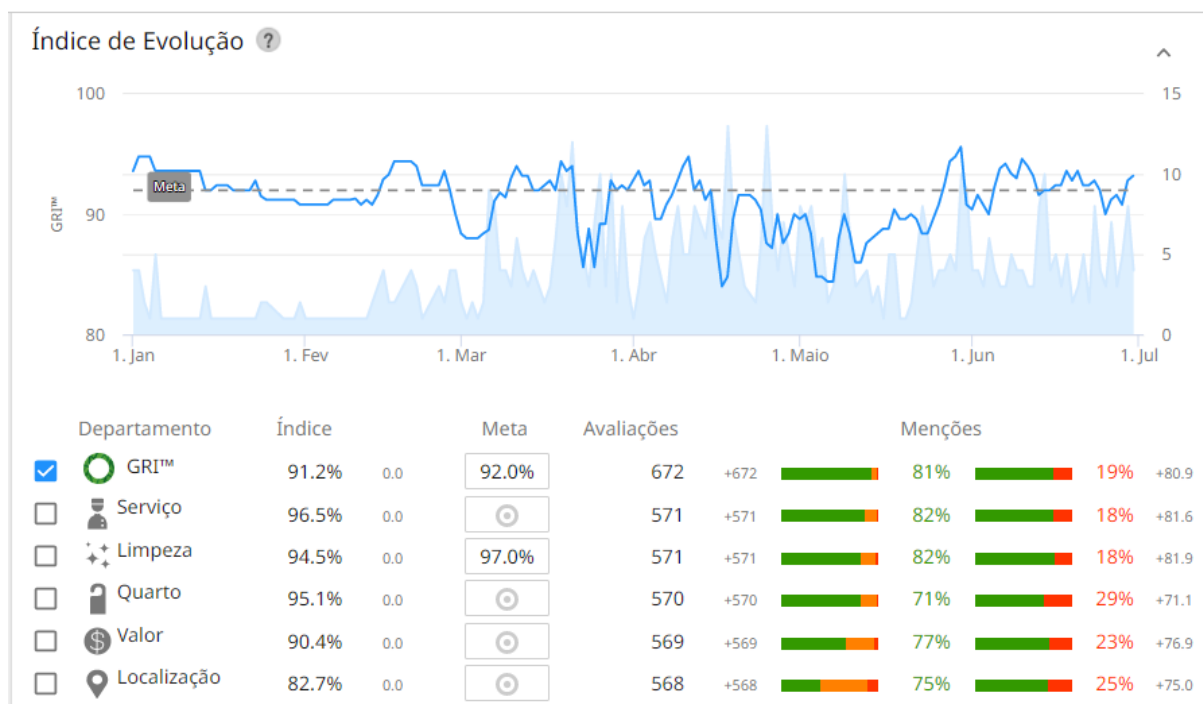 Índice de Evolução ?
100 15
Meta 10
90
GRI™
5
80 0
1. Jan 1. Fev 1. Mar 1. Abr 1. Maio 1. Jun 1. Jul
Departamento Índice Meta Avaliações Menções
GRI™ 91.2% 0.0 92.0% 672 +672 81% 19% +80.9
Serviço 96.5% 0.0 571 +571 82% 18% +81.6
Limpeza 94.5% 0.0 97.0% 571 +571 82% 18% +81.9
Quarto 95.1% 0.0 570 +570 71% 29% +71.1
$ Valor 90.4% 0.0 569 +569 77% 23% +76.9
Localização 82.7% 0.0 568 +568 75% 25% +75.0